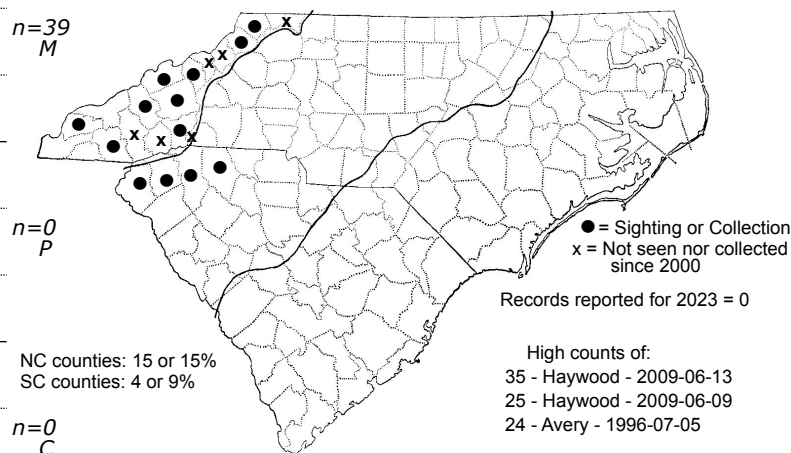 n=39
M
n=0
P
● = Sighting or Collection
x = Not seen nor collected
since 2000
Records reported for 2023 = 0
NC counties: 15 or 15%
SC counties: 4 or 9%
High counts of:
35 - Haywood - 2009-06-13
25 - Haywood - 2009-06-09
24 - Avery - 1996-07-05
n=0
C
x
x
x
x
x
x